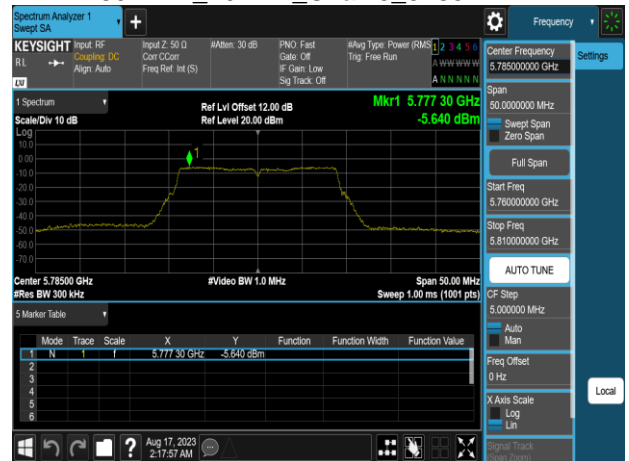 Spectrum Analyzer 1
Swept SA
Frequency
KEYSIGHT
RL
Input: RF
Coupling: DC
Align: Auto
Input Z: 50 Ω
Corr CCorr
Freq Ref: Int (S)
#Atten: 30 dB
PNO: Fast
Gate: Off
IF Gain: Low
Sig Track: Off
#Avg Type: Power (RMS
Trig: Free Run
1 2 3 4 5 6
A W W W W W
A N N N N N
LXI
1 Spectrum
Scale/Div 10 dB
Log
Ref Lvl Offset 12.00 dB
Ref Level 20.00 dBm
Mkr1 5.777 30 GHz
-5.640 dBm
10.0
0.00
-10.0
-20.0
-30.0
-40.0
-50.0
-60.0
-70.0
1
Center 5.78500 GHz
#Res BW 300 kHz
#Video BW 1.0 MHz
Span 50.00 MHz
Sweep 1.00 ms (1001 pts)
5 Marker Table
Mode Trace Scale X Y Function Function Width Function Value
1 N 1 f 5.777 30 GHz -5.640 dBm
2
3
4
5
6
Aug 17, 2023
2:17:57 AM
Center Frequency
5.785000000 GHz
Settings
Span
50.0000000 MHz
Swept Span
Zero Span
Full Span
Start Freq
5.760000000 GHz
Stop Freq
5.810000000 GHz
AUTO TUNE
CF Step
5.000000 MHz
Auto
Man
Freq Offset
0 Hz
X Axis Scale
Log
Lin
Local
Signal Track
(Span Zoom)